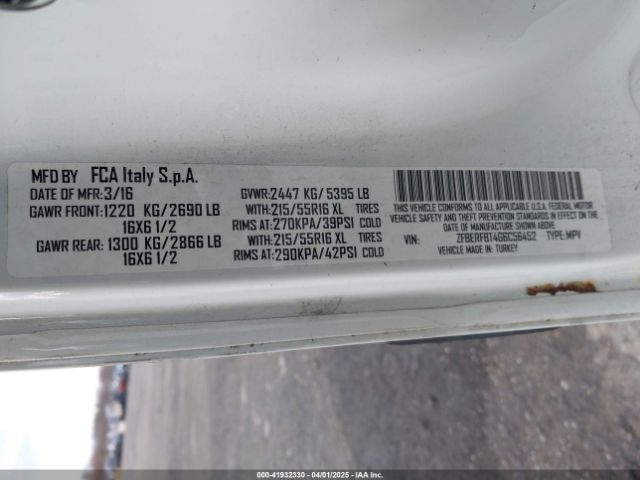 MFD BY FCA Italy S.p.A.
DATE OF MFR:3/16 GVWR:2447 KG/ 5395 LB
GAWR FRONT:1220 KG/2690 LB WITH:215/55R16 XL TIRES
16X6 1/2 RIMS AT:270KPA/39PSI COLD
GAWR REAR: 1300 KG/2866 LB WITH:215/55R16 XL TIRES
16X6 1/2 RIMS AT:290KPA/42PSI COLD
THIS VEHICLE CONFORMS TO ALL APPLICABLE U.S.A. FEDERAL MOTOR
VEHICLE SAFETY AND THEFT PREVENTION STANDARDS IN EFFECT ON THE
DATE OF MANUFACTURE SHOWN ABOVE.
VIN: ZFBERFBT4G6C56452 TYPE: MPV
VEHICLE MADE IN: TURKEY
000-41932330 - 04/01/2025 - IAAI.COM